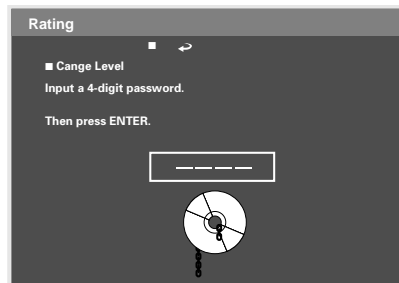 Rating
■ Cange Level
Input a 4-digit password.
Then press ENTER.